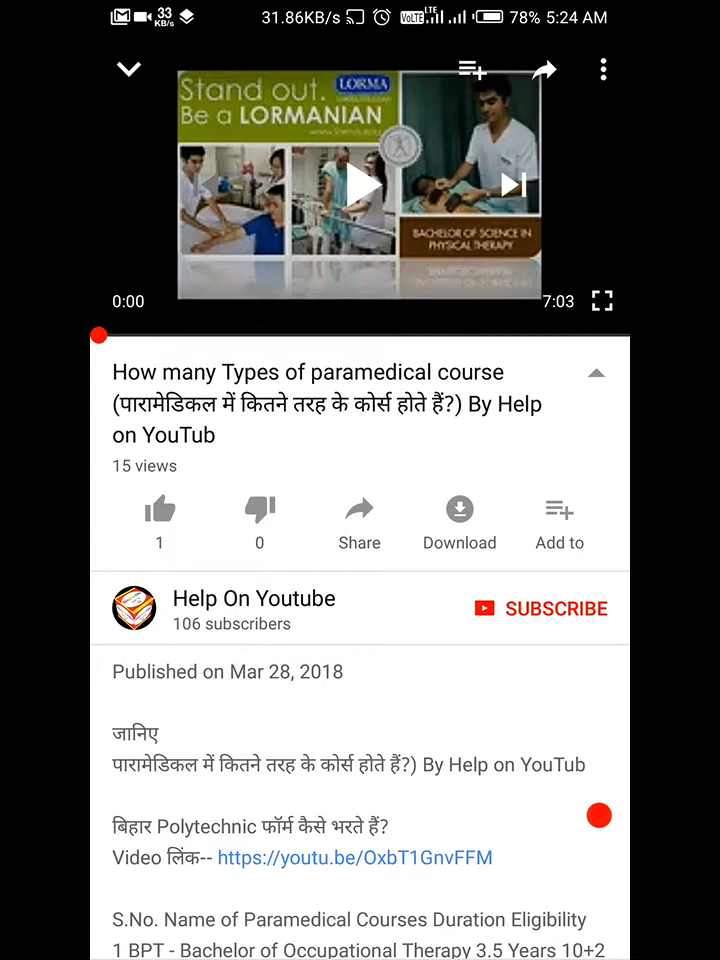 33
KB/s
31.86KB/s
VoLTE
LTE
78% 5:24 AM
Stand out.
Be a LORMANIAN
LORMA
BACHELOR OF SCIENCE IN
PHYSICAL THERAPY
0:00
7:03
How many Types of paramedical course
(पारामेडिकल में कितने तरह के कोर्स होते हैं?) By Help
on YouTub
15 views
1
0
Share
Download
Add to
Help On Youtube
106 subscribers
SUBSCRIBE
Published on Mar 28, 2018
जानिए
पारामेडिकल में कितने तरह के कोर्स होते हैं?) By Help on YouTub
बिहार Polytechnic फॉर्म कैसे भरते हैं?
Video लिंक-- https://youtu.be/OxbT1GnvFFM
S.No. Name of Paramedical Courses Duration Eligibility
1 BPT - Bachelor of Occupational Therapy 3.5 Years 10+2